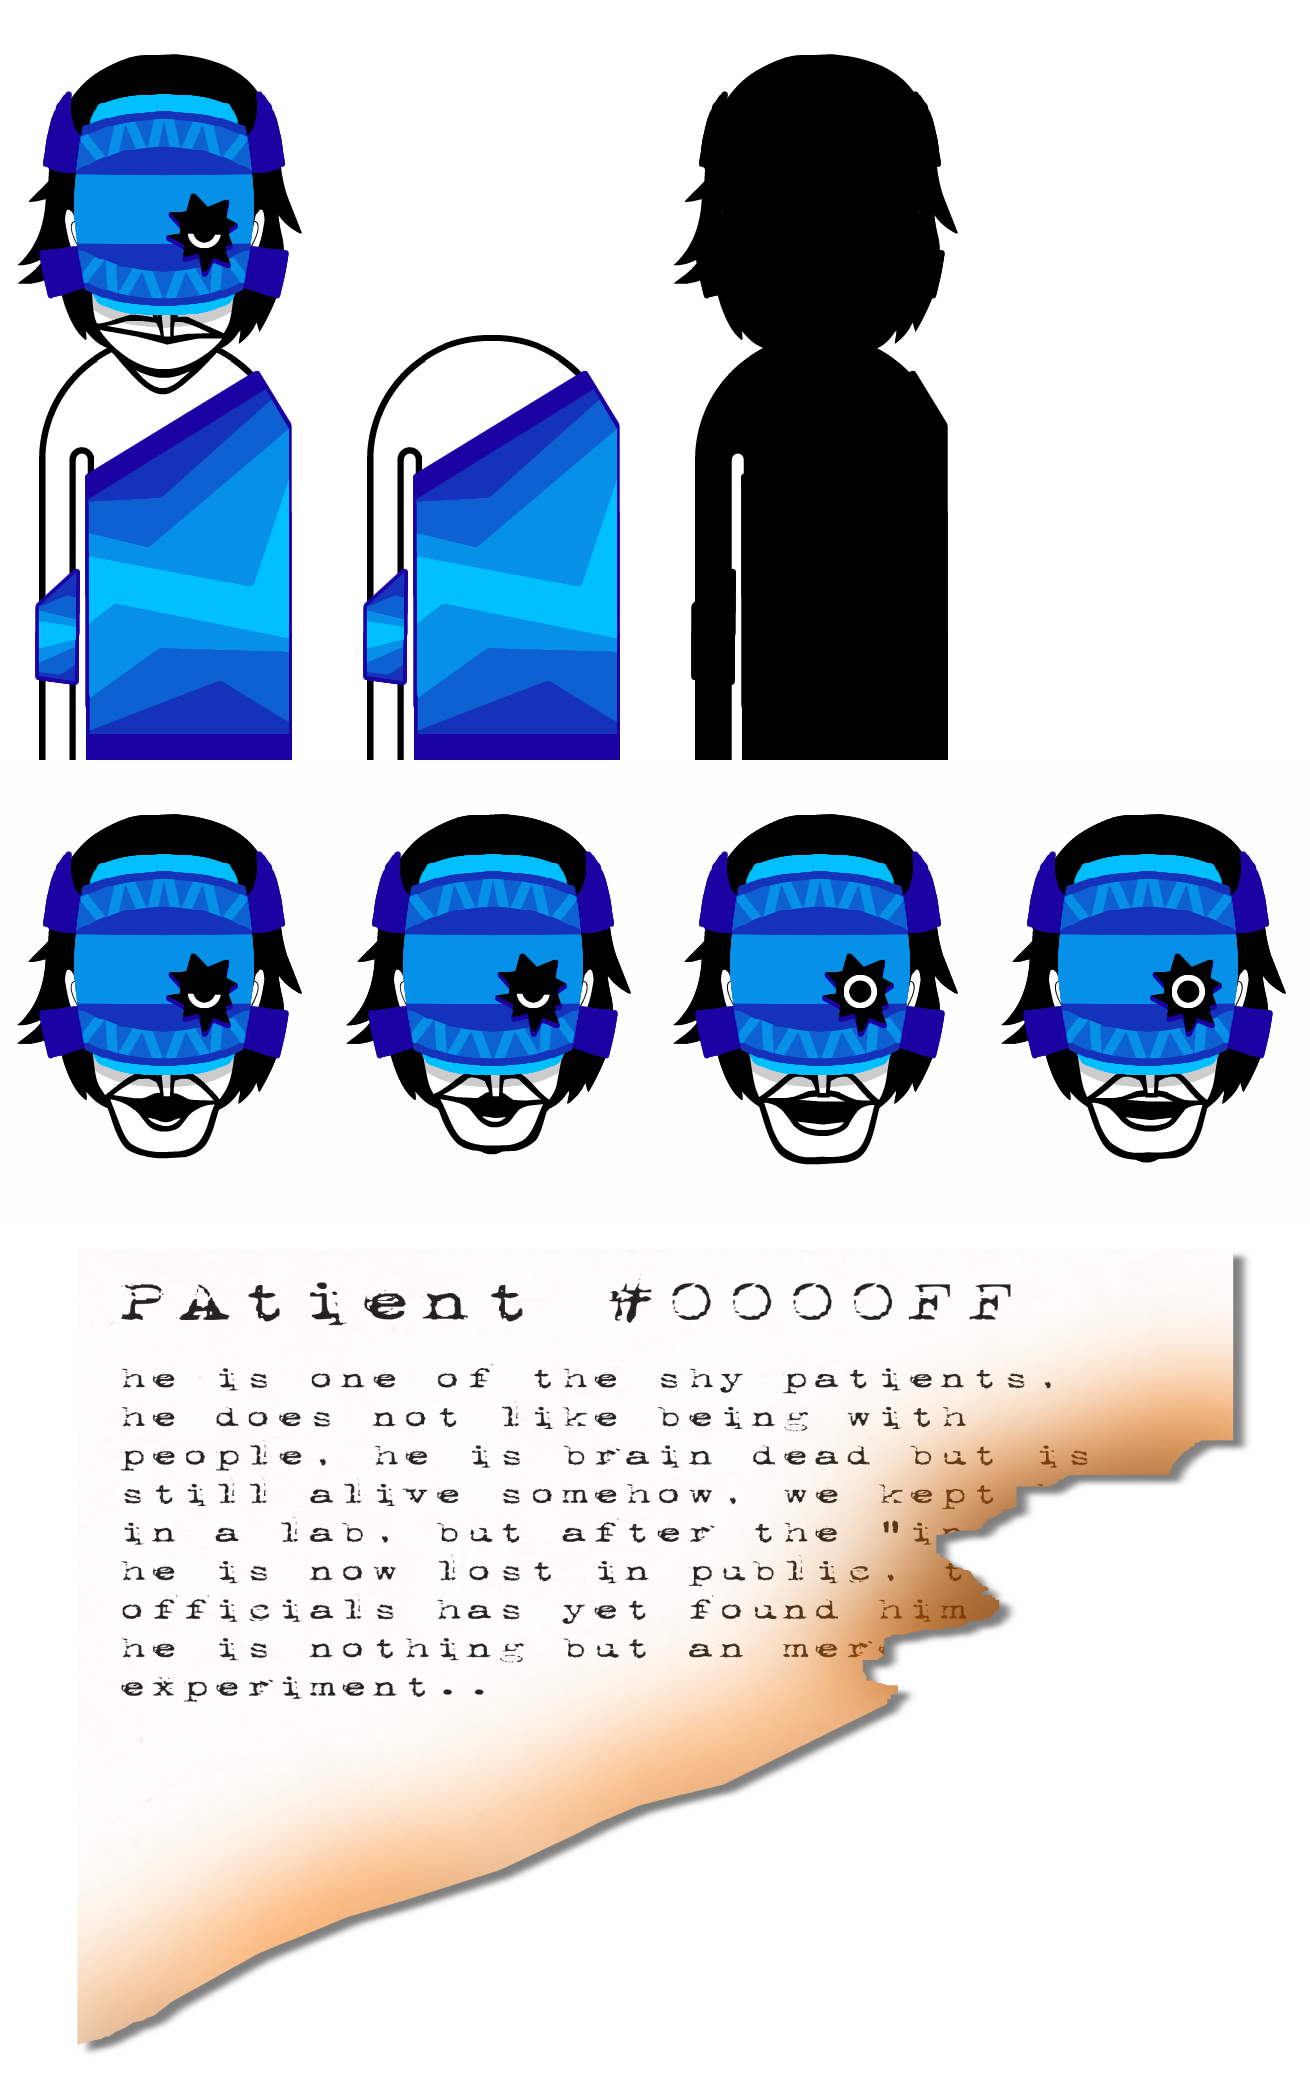 PAtient #0000FF
he is one of the shy patients.
he does not like being with
people. he is brain dead but is
still alive somehow. we kept
in a lab. but after the "in
he is now lost in public.
officials has yet found him
he is nothing but an mere
experiment..